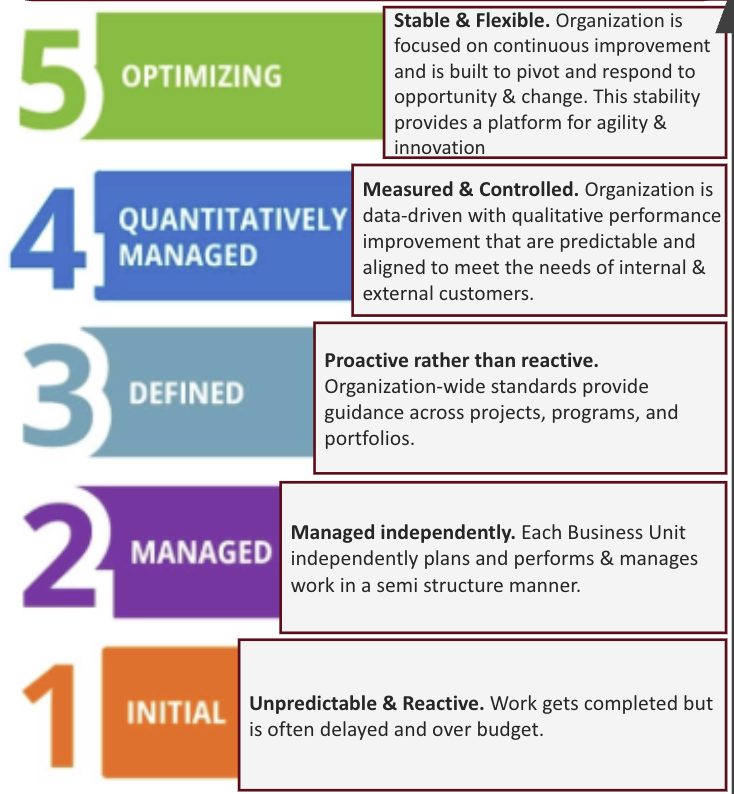 5
OPTIMIZING
Stable & Flexible. Organization is
focused on continuous improvement
and is built to pivot and respond to
opportunity & change. This stability
provides a platform for agility &
innovation
4
QUANTITATIVELY
MANAGED
Measured & Controlled. Organization is
data-driven with qualitative performance
improvement that are predictable and
aligned to meet the needs of internal &
external customers.
3
DEFINED
Proactive rather than reactive.
Organization-wide standards provide
guidance across projects, programs, and
portfolios.
2
MANAGED
Managed independently. Each Business Unit
independently plans and performs & manages
work in a semi structure manner.
1
INITIAL
Unpredictable & Reactive. Work gets completed but
is often delayed and over budget.